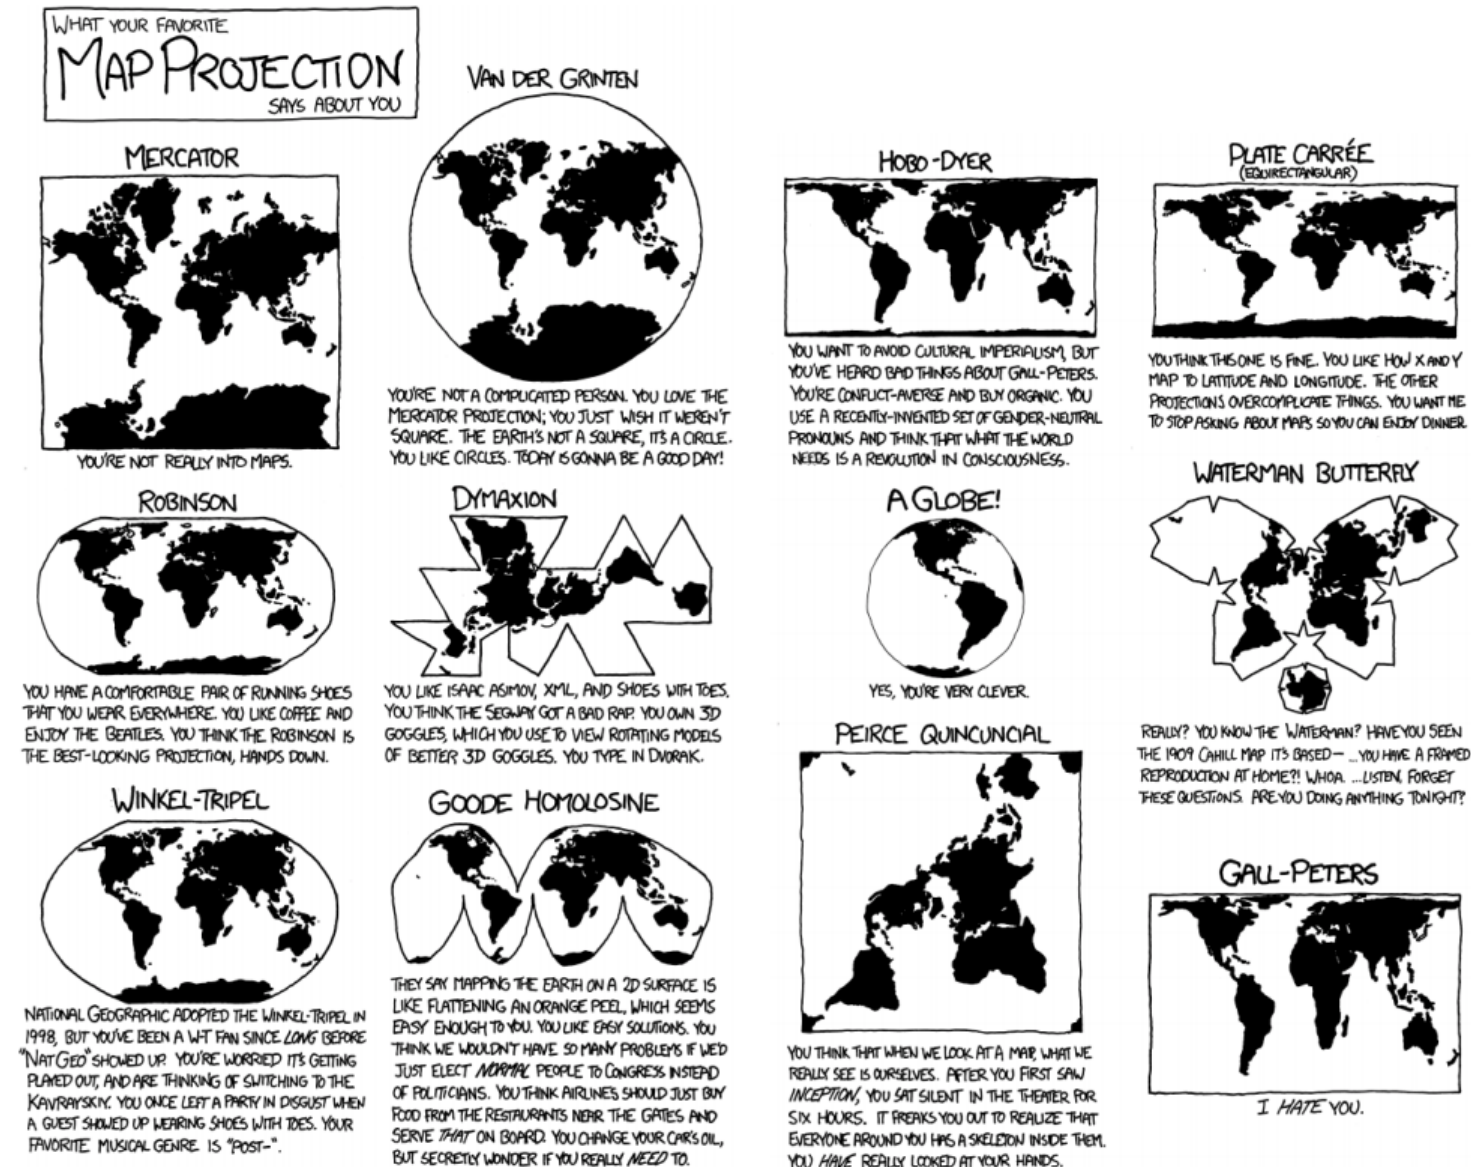 WHAT YOUR FAVORITE
MAP PROJECTION
SAYS ABOUT YOU
MERCATOR
YOU'RE NOT REALLY INTO MAPS.
VAN DER GRINTEN
YOU'RE NOT A COMPLICATED PERSON. YOU LOVE THE
MERCATOR PROJECTION; YOU JUST WISH IT WEREN'T
SQUARE. THE EARTH'S NOT A SQUARE, IT'S A CIRCLE.
YOU LIKE CIRCLES. TODAY IS GONNA BE A GOOD DAY!
ROBINSON
YOU HAVE A COMFORTABLE PAIR OF RUNNING SHOES
THAT YOU WEAR EVERYWHERE. YOU LIKE COFFEE AND
ENJOY THE BEATLES. YOU THINK THE ROBINSON IS
THE BEST-LOOKING PROJECTION, HANDS DOWN.
DYMAXION
YOU LIKE ISAAC ASIMOV, XML, AND SHOES WITH TOES.
YOU THINK THE SEGWAY GOT A BAD RAP. YOU OWN 3D
GOGGLES, WHICH YOU USE TO VIEW ROTATING MODELS
OF BETTER 3D GOGGLES. YOU TYPE IN DVORAK.
WINKEL-TRIPEL
NATIONAL GEOGRAPHIC ADOPTED THE WINKEL-TRIPEL IN
1998, BUT YOU'VE BEEN A W-T FAN SINCE LONG BEFORE
"NAT GEO" SHOWED UP. YOU'RE WORRIED IT'S GETTING
PLAYED OUT, AND ARE THINKING OF SWITCHING TO THE
KAVRAYSKIY. YOU ONCE LEFT A PARTY IN DISGUST WHEN
A GUEST SHOWED UP WEARING SHOES WITH TOES. YOUR
FAVORITE MUSICAL GENRE IS "POST-".
GOODE HOMOLOSINE
THEY SAY MAPPING THE EARTH ON A 2D SURFACE IS
LIKE FLATTENING AN ORANGE PEEL, WHICH SEEMS
EASY ENOUGH TO YOU. YOU LIKE EASY SOLUTIONS. YOU
THINK WE WOULDN'T HAVE SO MANY PROBLEMS IF WE'D
JUST ELECT NORMAL PEOPLE TO CONGRESS INSTEAD
OF POLITICIANS. YOU THINK AIRLINES SHOULD JUST BUY
FOOD FROM THE RESTAURANTS NEAR THE GATES AND
SERVE THAT ON BOARD. YOU CHANGE YOUR CAR'S OIL,
BUT SECRETLY WONDER IF YOU REALLY NEED TO.
HOBO-DYER
YOU WANT TO AVOID CULTURAL IMPERIALISM, BUT
YOU'VE HEARD BAD THINGS ABOUT GALL-PETERS.
YOU'RE CONFLICT-AVERSE AND BUY ORGANIC. YOU
USE A RECENTLY-INVENTED SET OF GENDER-NEUTRAL
PRONOUNS AND THINK THAT WHAT THE WORLD
NEEDS IS A REVOLUTION IN CONSCIOUSNESS.
PLATE CARRÉE
(EQUIRECTANGULAR)
YOU THINK THIS ONE IS FINE. YOU LIKE HOW X AND Y
MAP TO LATITUDE AND LONGITUDE. THE OTHER
PROJECTIONS OVERCOMPLICATE THINGS. YOU WANT ME
TO STOP ASKING ABOUT MAPS SO YOU CAN ENJOY DINNER.
A GLOBE!
YES, YOU'RE VERY CLEVER.
WATERMAN BUTTERFLY
REALLY? YOU KNOW THE WATERMAN? HAVE YOU SEEN
THE 1909 CAHILL MAP IT'S BASED— ...YOU HAVE A FRAMED
REPRODUCTION AT HOME?! WHOA. ...LISTEN, FORGET
THESE QUESTIONS. ARE YOU DOING ANYTHING TONIGHT?
PEIRCE QUINCUNCIAL
YOU THINK THAT WHEN WE LOOK AT A MAP, WHAT WE
REALLY SEE IS OURSELVES. AFTER YOU FIRST SAW
INCEPTION, YOU SAT SILENT IN THE THEATER FOR
SIX HOURS. IT FREAKS YOU OUT TO REALIZE THAT
EVERYONE AROUND YOU HAS A SKELETON INSIDE THEM.
YOU HAVE REALLY LOOKED AT YOUR HANDS.
GALL-PETERS
I HATE YOU.